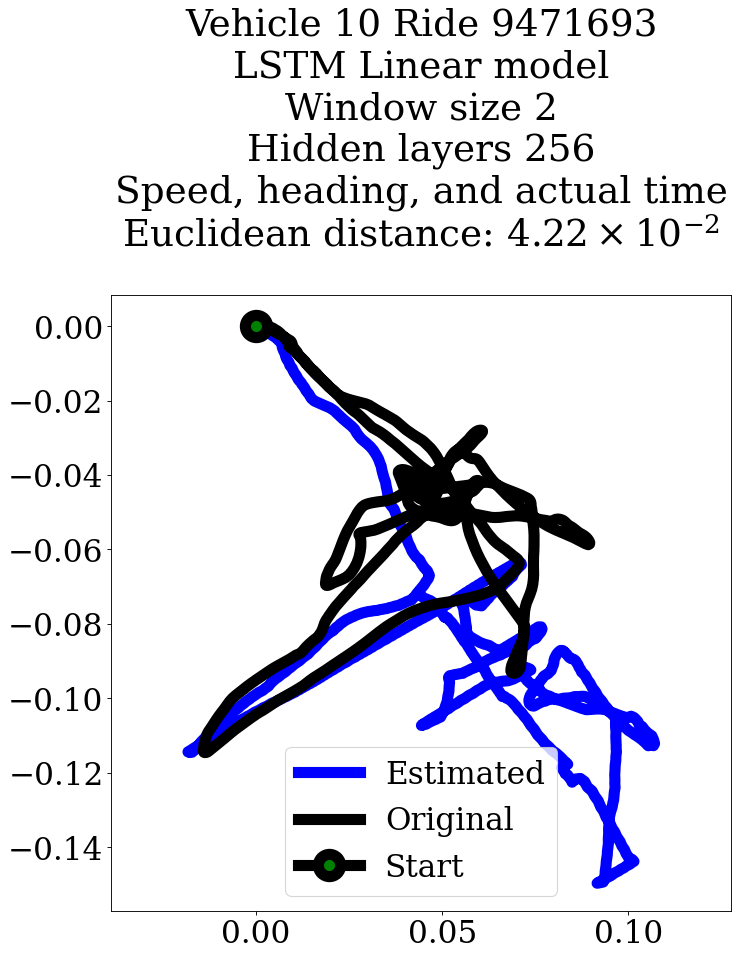 Vehicle 10 Ride 9471693
LSTM Linear model
Window size 2
Hidden layers 256
Speed, heading, and actual time
Euclidean distance: 4.22 × 10⁻²
0.00
−0.02
−0.04
−0.06
−0.08
−0.10
−0.12
−0.14
Estimated
Original
Start
0.00 0.05 0.10